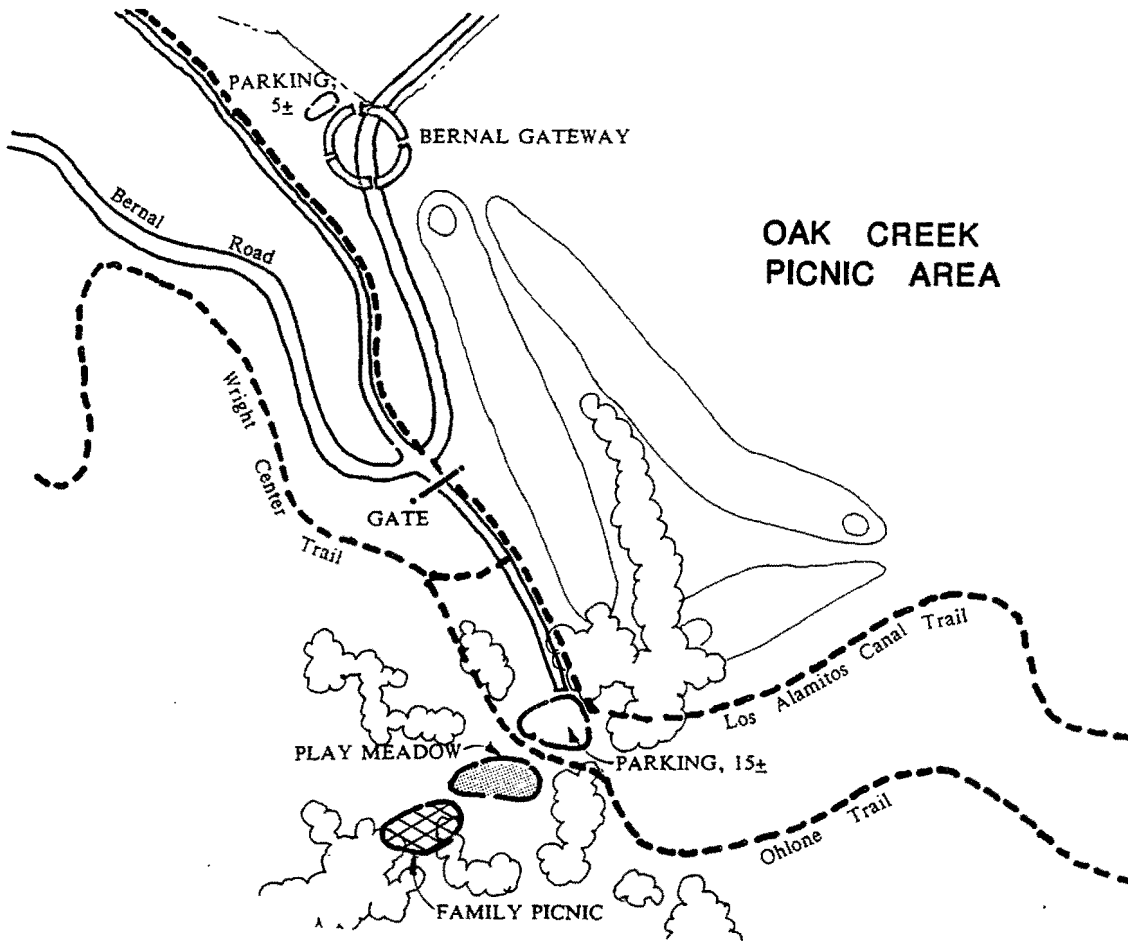 PARKING,
5±
BERNAL GATEWAY
OAK CREEK
PICNIC AREA
Bernal Road
Wright Center Trail
GATE
Los Alamitos Canal Trail
PLAY MEADOW
PARKING, 15±
Ohlone Trail
FAMILY PICNIC